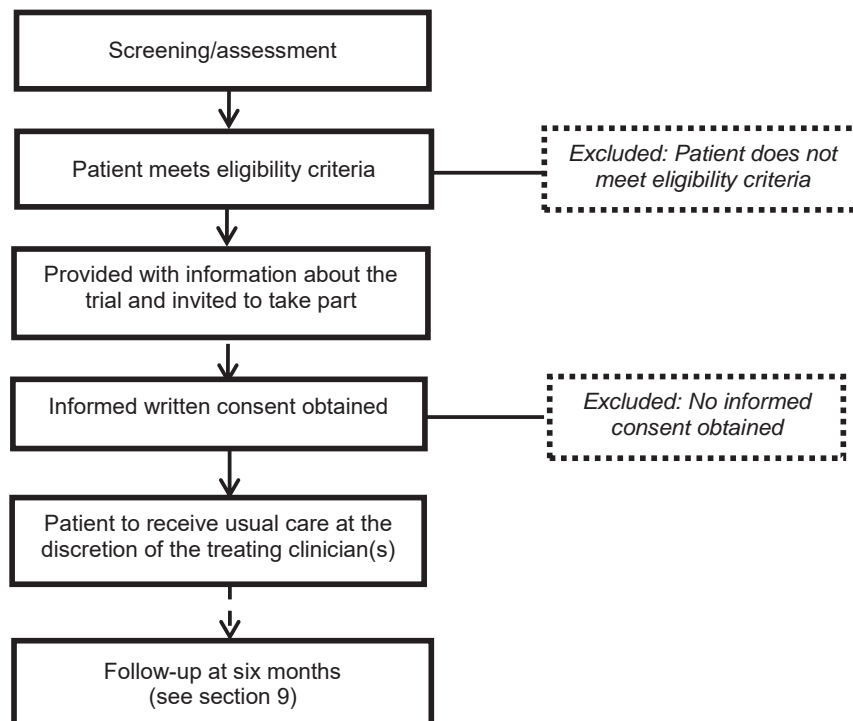 Screening/assessment
Patient meets eligibility criteria
Excluded: Patient does not
meet eligibility criteria
Provided with information about the
trial and invited to take part
Informed written consent obtained
Excluded: No informed
consent obtained
Patient to receive usual care at the
discretion of the treating clinician(s)
Follow-up at six months
(see section 9)